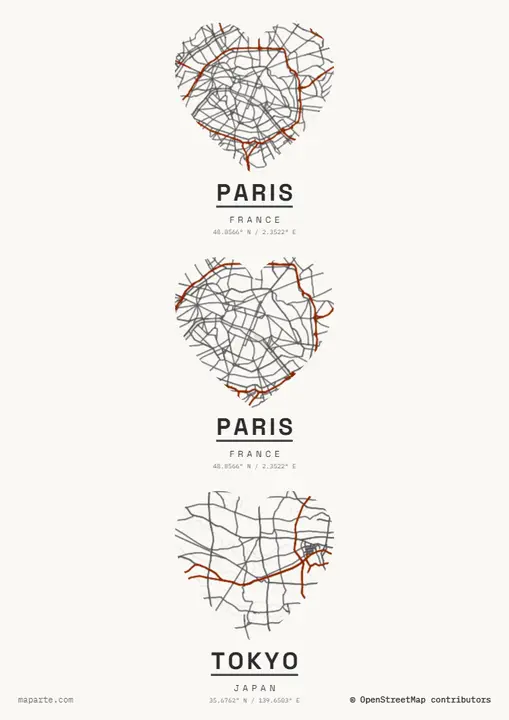 PARIS
FRANCE
48.8566° N / 2.3522° E
PARIS
FRANCE
48.8566° N / 2.3522° E
TOKYO
JAPAN
35.6762° N / 139.6503° E
maparte.com
© OpenStreetMap contributors